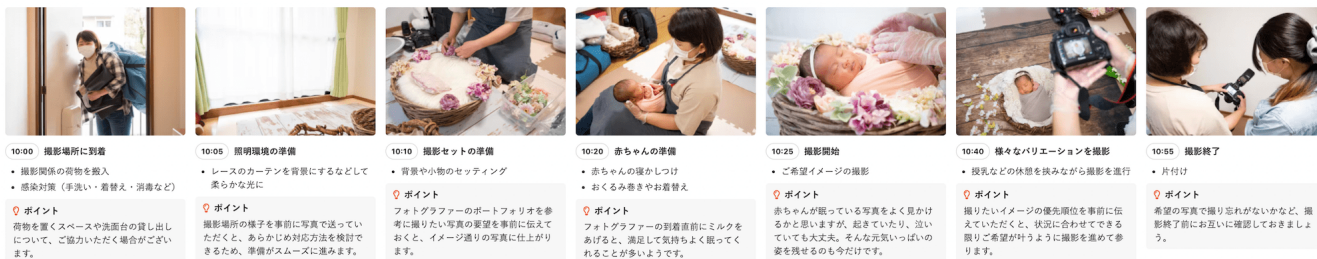 10:00 撮影場所に到着
• 撮影関係の荷物を搬入
• 感染対策（手洗い・着替え・消毒など）
ポイント
荷物を置くスペースや洗面台の貸し出し
について、ご協力いただく場合がござい
ます。
10:05 照明環境の準備
• レースのカーテンを背景にするなどして
柔らかな光に
ポイント
撮影場所の様子を事前に写真で送ってい
ただくと、あらかじめ対応方法を検討で
きるため、準備がスムーズに進みます。
10:10 撮影セットの準備
• 背景や小物のセッティング
ポイント
フォトグラファーのポートフォリオを参
考に撮りたい写真の要望を事前に伝えて
おくと、イメージ通りの写真に仕上がり
ます。
10:20 赤ちゃんの準備
• 赤ちゃんの寝かしつけ
• おくるみ巻きやお着替え
ポイント
フォトグラファーの到着直前にミルクを
あげると、満足して気持ちよく眠ってく
れることが多いようです。
10:25 撮影開始
• ご希望イメージの撮影
ポイント
赤ちゃんが眠っている写真をよく見かけ
るかと思いますが、起きていたり、泣い
ていても大丈夫。そんな元気いっぱいの
姿を残せるのも今だけです。
10:40 様々なバリエーションを撮影
• 授乳などの休憩を挟みながら撮影を進行
ポイント
撮りたいイメージの優先順位を事前に伝
えていただくと、状況に合わせてできる
限りご希望が叶うように撮影を進めて参
ります。
10:55 撮影終了
• 片付け
ポイント
希望の写真で撮り忘れがないかなど、撮
影終了前にお互いに確認しておきましょ
う。